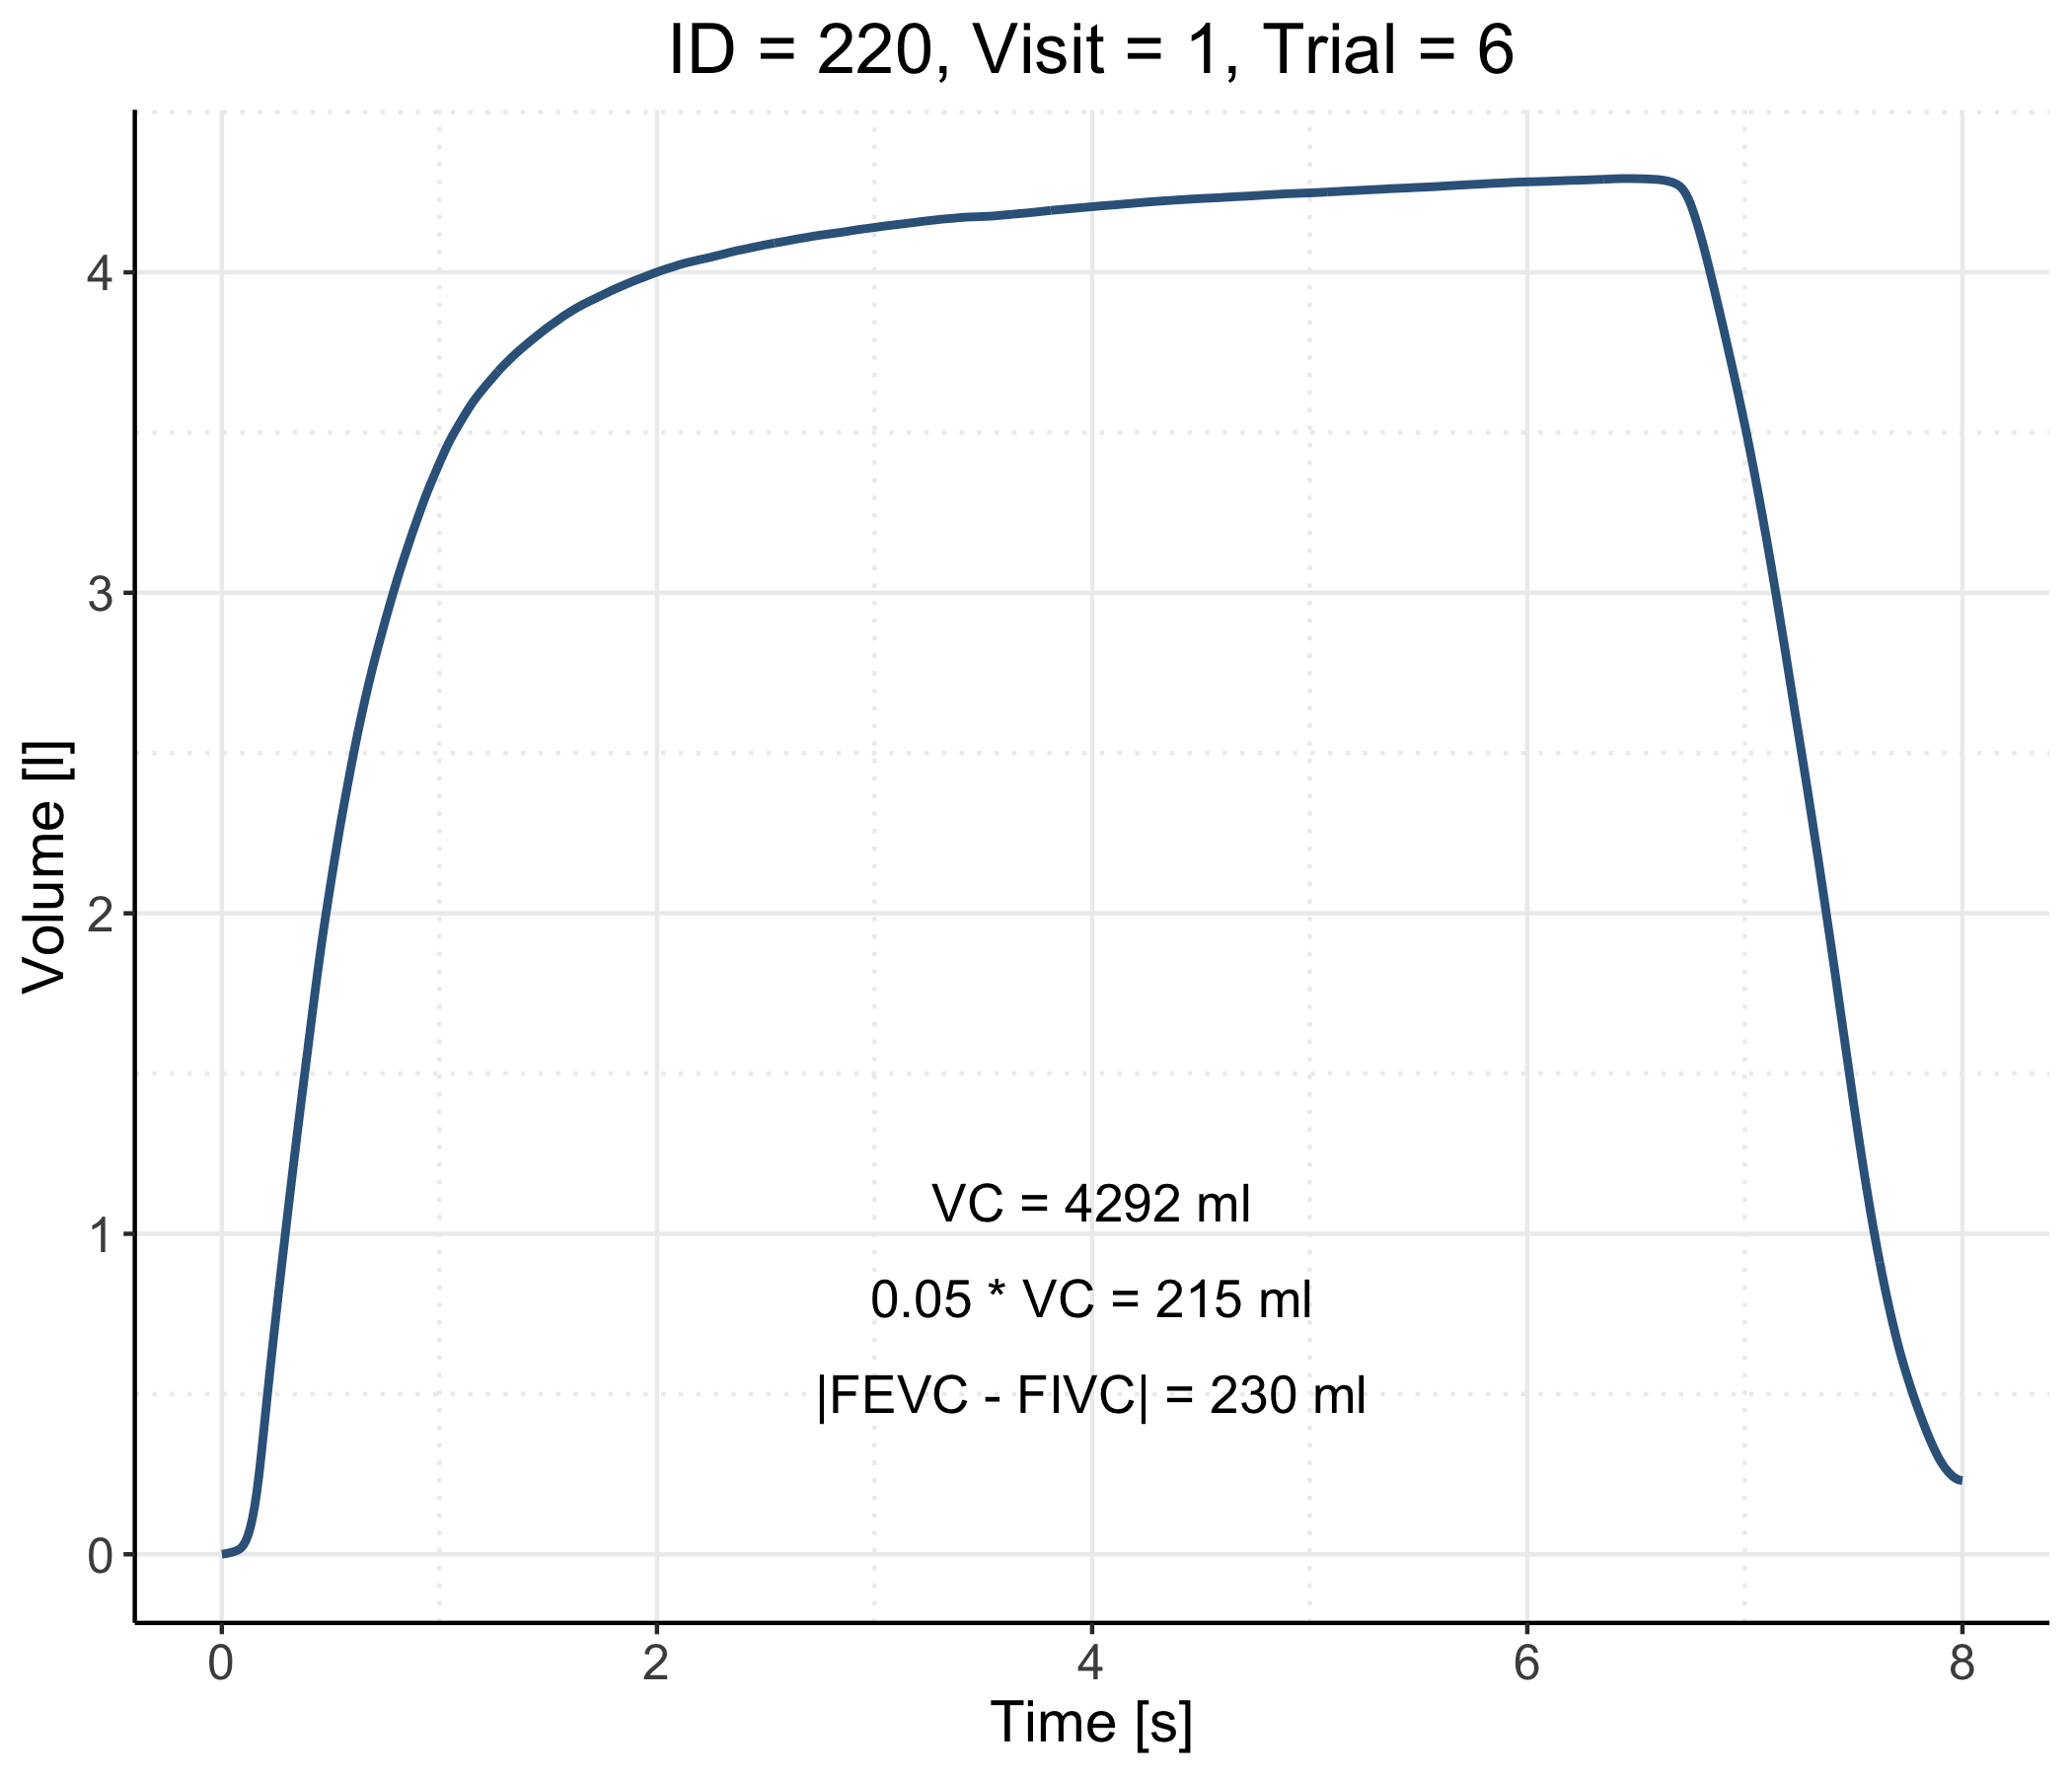 ID = 220, Visit = 1, Trial = 6
Volume [l]
4
3
2
1
0
VC = 4292 ml
0.05 * VC = 215 ml
|FEVC - FIVC| = 230 ml
0 2 4 6 8
Time [s]